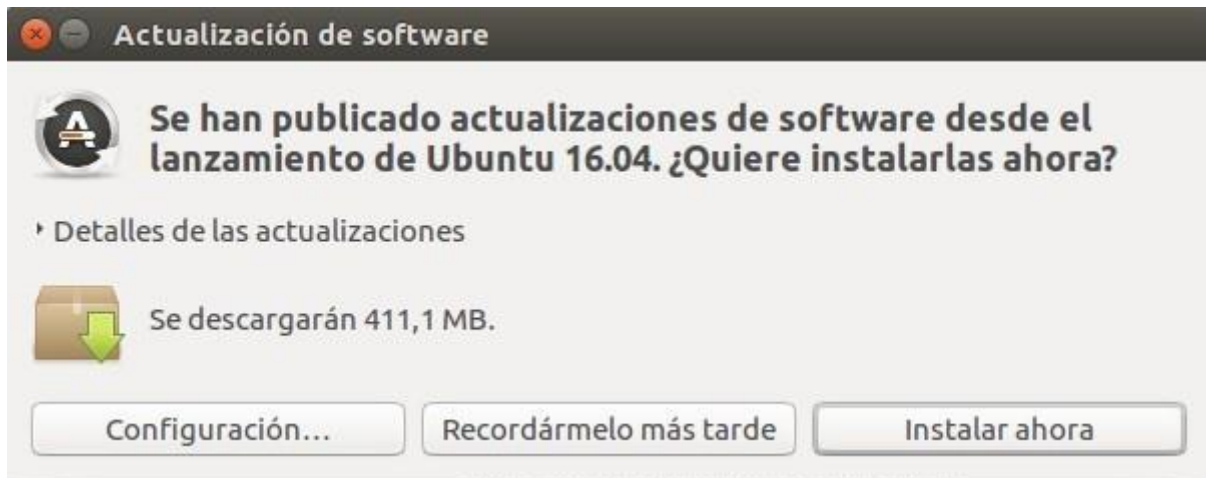 Actualización de software
Se han publicado actualizaciones de software desde el
lanzamiento de Ubuntu 16.04. ¿Quiere instalarlas ahora?
Detalles de las actualizaciones
Se descargarán 411,1 MB.
Configuración...
Recordármelo más tarde
Instalar ahora